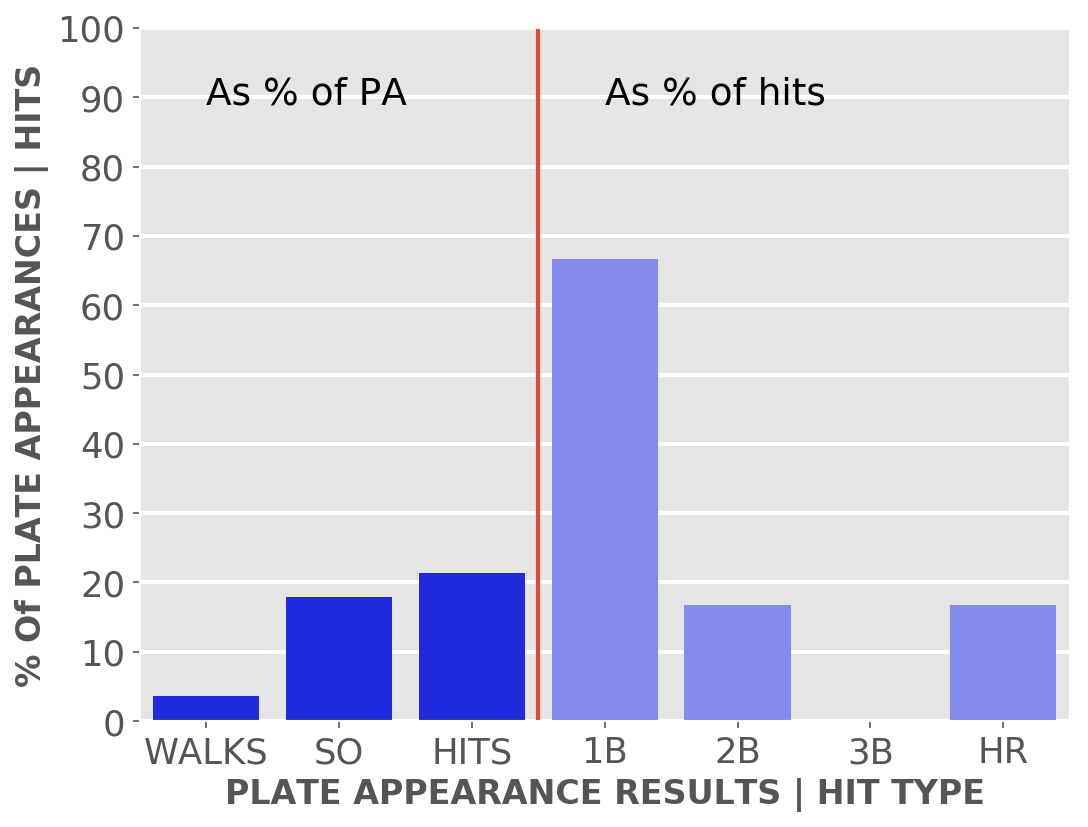 100
90
80
70
60
50
40
30
20
10
0
% Of PLATE APPEARANCES | HITS
As % of PA
As % of hits
WALKS SO HITS 1B 2B 3B HR
PLATE APPEARANCE RESULTS | HIT TYPE